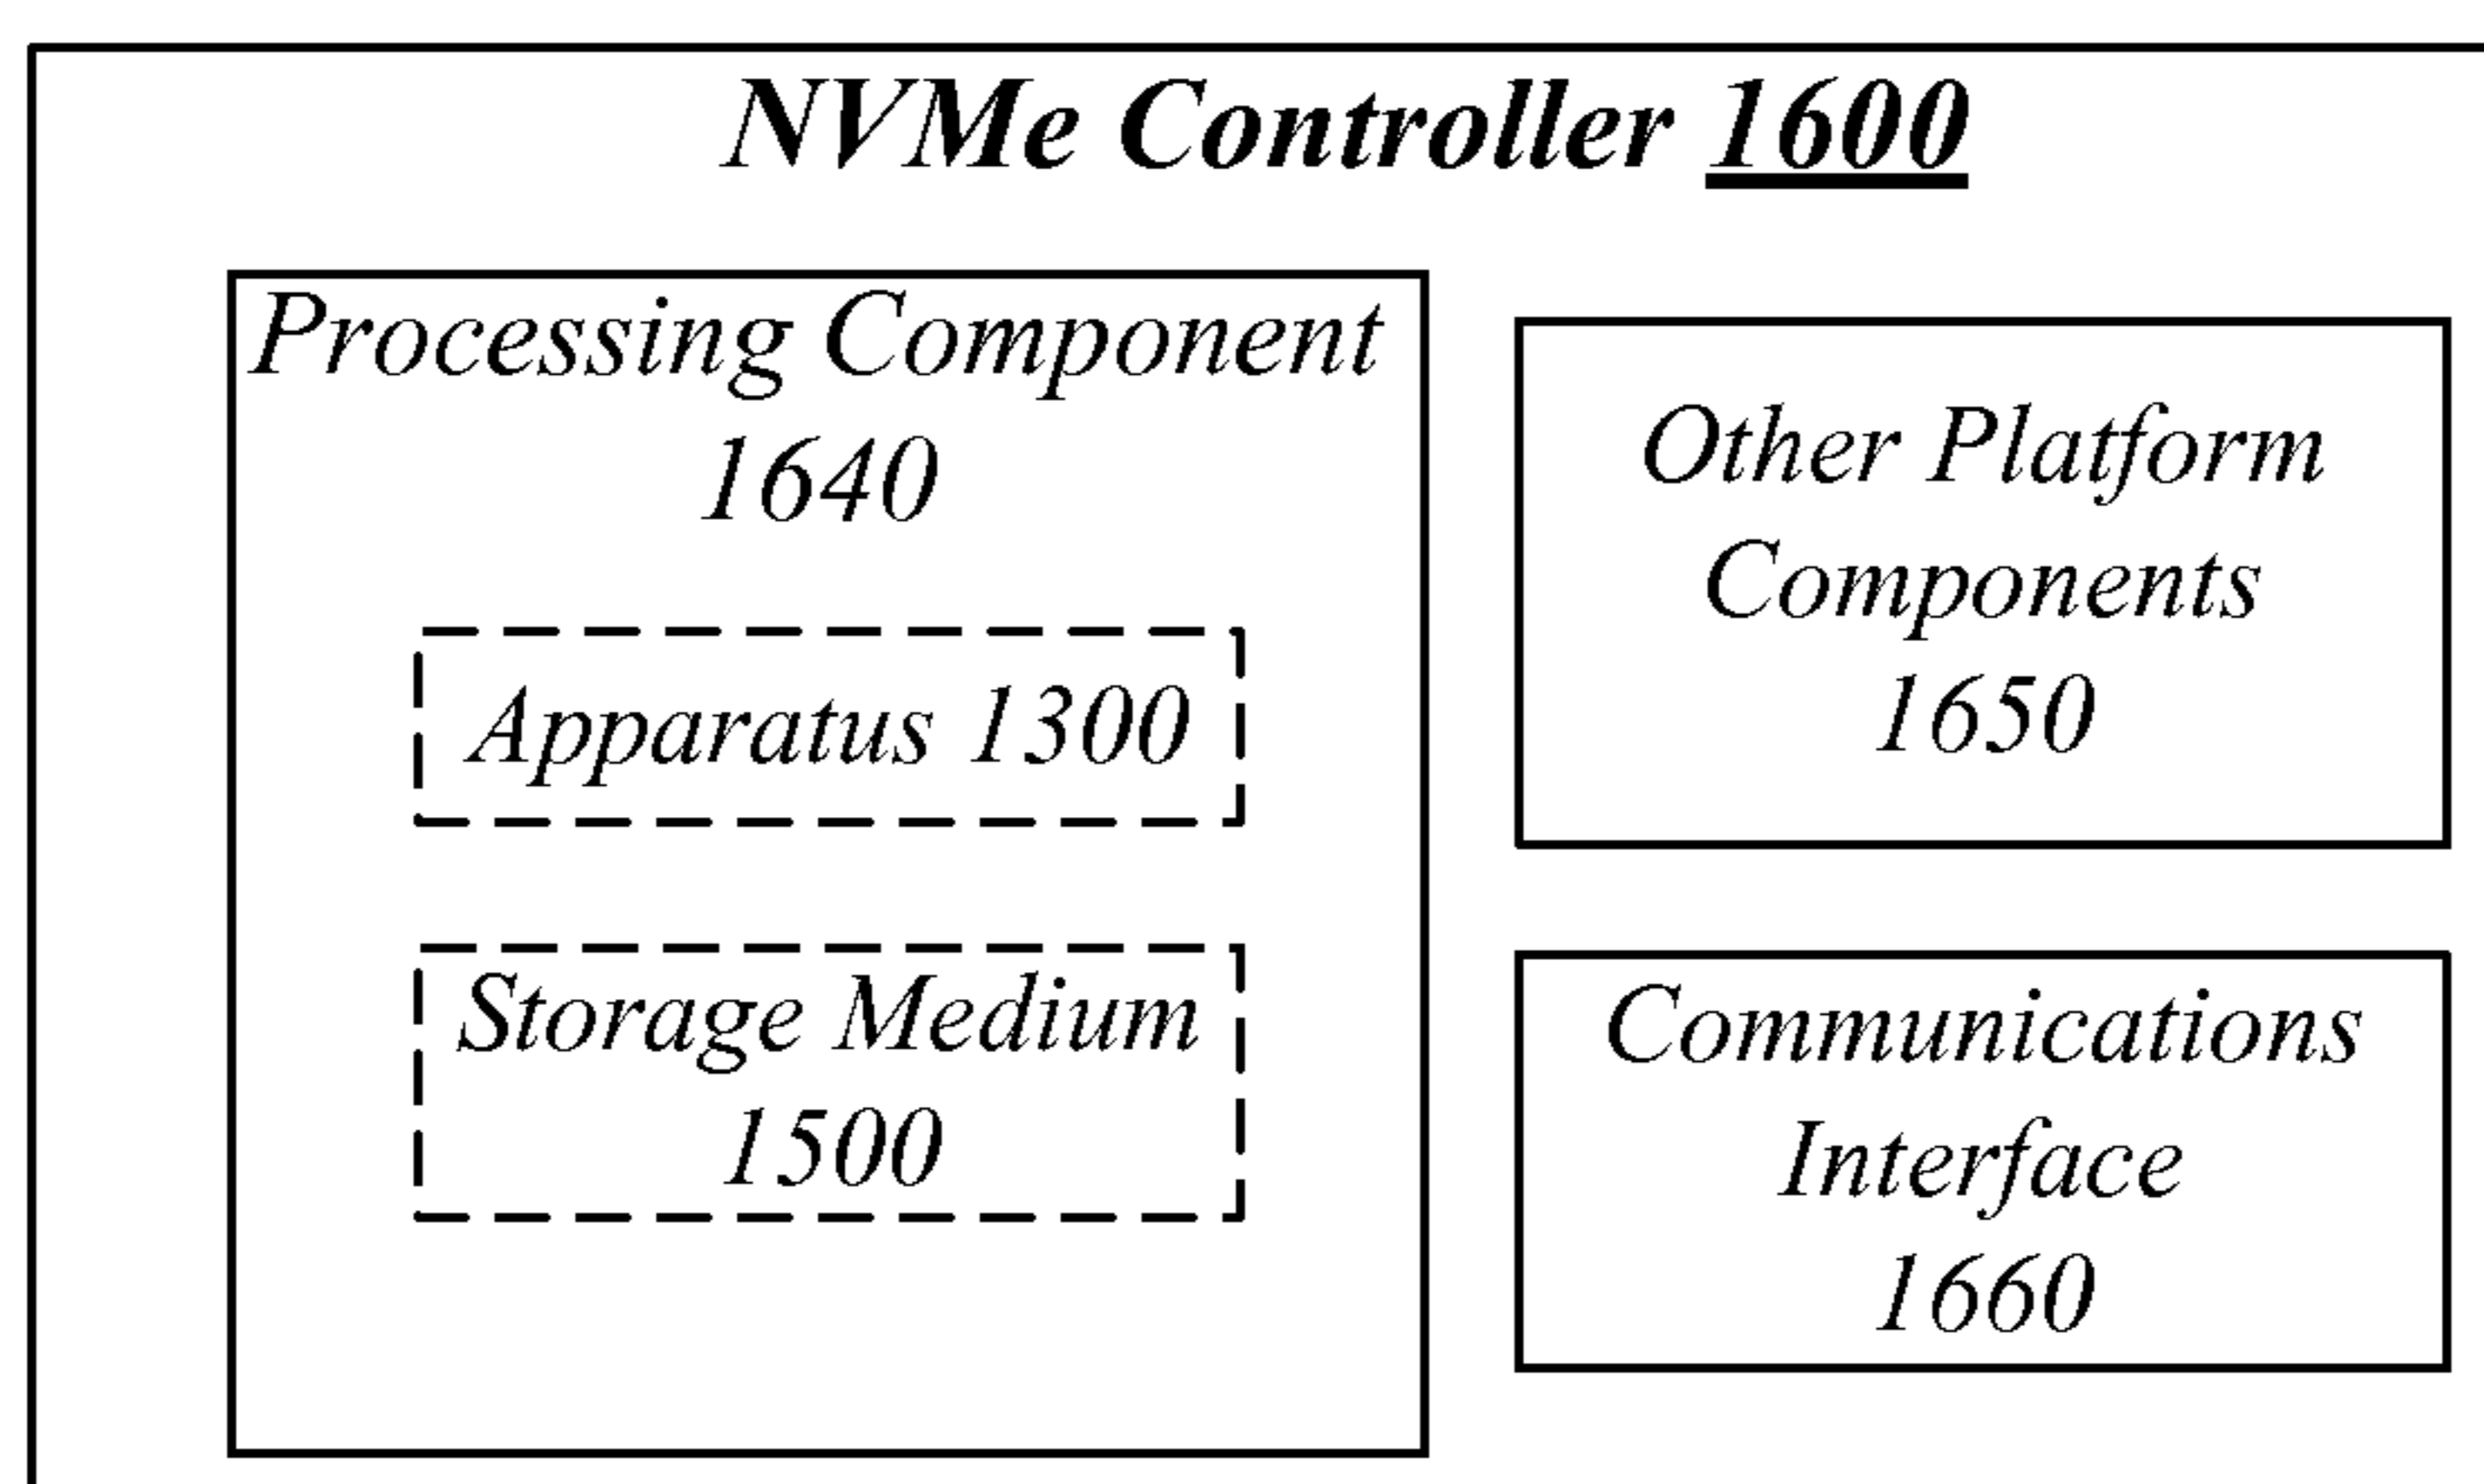 NVMe Controller 1600
Processing Component
1640
Apparatus 1300
Storage Medium
1500
Other Platform
Components
1650
Communications
Interface
1660